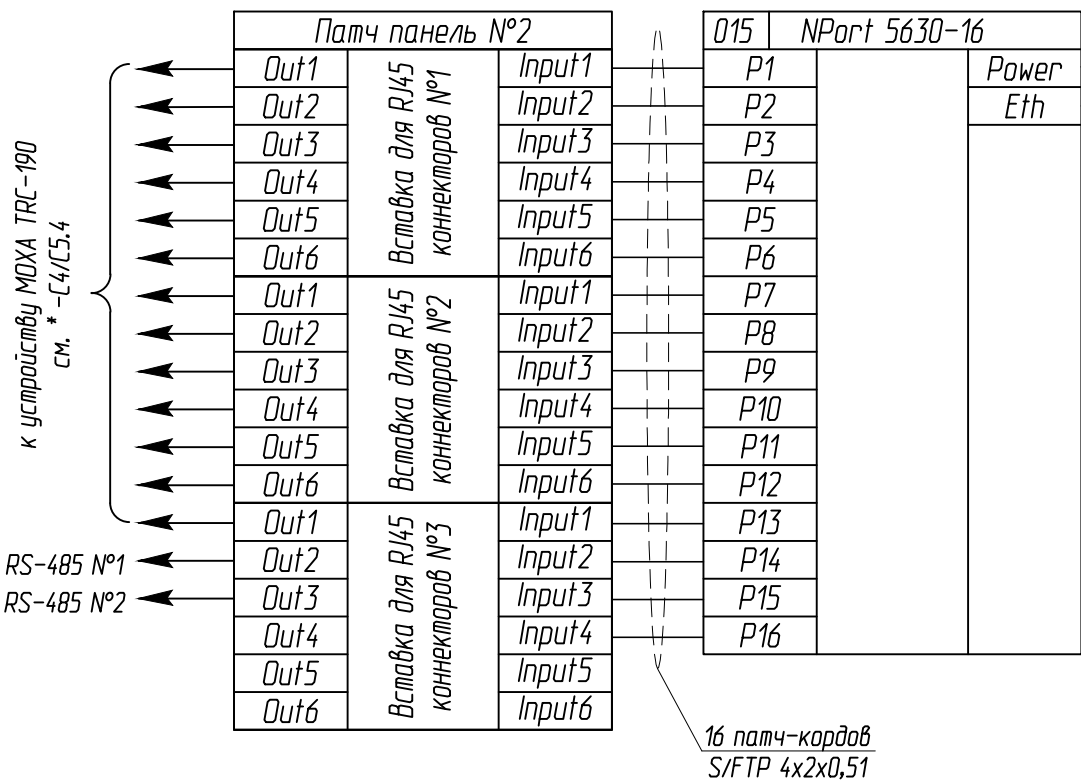 Патч панель №2
015 NPort 5630-16
Out1 Input1 P1 Power
Out2 Input2 P2 Eth
Out3 Input3 P3
Out4 Input4 P4
Out5 Input5 P5
Out6 Input6 P6
Вставка для RJ45
коннекторов №1
Out1 Input1 P7
Out2 Input2 P8
Out3 Input3 P9
Out4 Input4 P10
Out5 Input5 P11
Out6 Input6 P12
Вставка для RJ45
коннекторов №2
к устройству MOXA TRC-190
см. * -C4/C5.4
Out1 Input1 P13
RS-485 №1 Out2 Input2 P14
RS-485 №2 Out3 Input3 P15
Out4 Input4 P16
Out5 Input5
Out6 Input6
Вставка для RJ45
коннекторов №3
16 патч-кордов
S/FTP 4x2x0,51